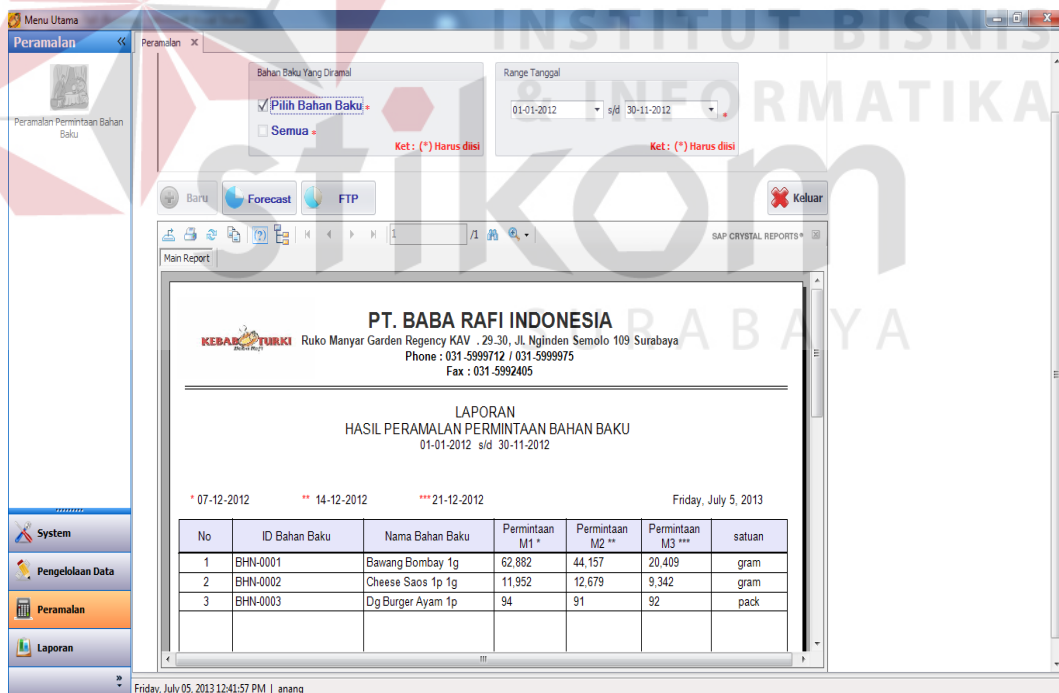 Menu Utama
Peramalan
Peramalan Permintaan Bahan
Baku
System
Pengelolaan Data
Peramalan
Laporan
Peramalan X
Bahan Baku Yang Diramal
Pilih Bahan Baku *
Semua *
Ket : (*) Harus diisi
Range Tanggal
01-01-2012 s/d 30-11-2012 *
Ket : (*) Harus diisi
Baru Forecast FTP Keluar
1 /1 SAP CRYSTAL REPORTS®
Main Report
KEBAB TURKI
Baba Rafi
PT. BABA RAFI INDONESIA
Ruko Manyar Garden Regency KAV . 29-30, Jl. Nginden Semolo 109 Surabaya
Phone : 031-5999712 / 031-5999975
Fax : 031-5992405
LAPORAN
HASIL PERAMALAN PERMINTAAN BAHAN BAKU
01-01-2012 s/d 30-11-2012
* 07-12-2012 ** 14-12-2012 *** 21-12-2012 Friday, July 5, 2013
No ID Bahan Baku Nama Bahan Baku Permintaan M1 * Permintaan M2 ** Permintaan M3 *** satuan
1 BHN-0001 Bawang Bombay 1g 62,882 44,157 20,409 gram
2 BHN-0002 Cheese Saos 1p 1g 11,952 12,679 9,342 gram
3 BHN-0003 Dg Burger Ayam 1p 94 91 92 pack
Friday, July 05, 2013 12:41:57 PM | anang
INSTITUT BISNIS
& INFORMATIKA
stikom
SURABAYA